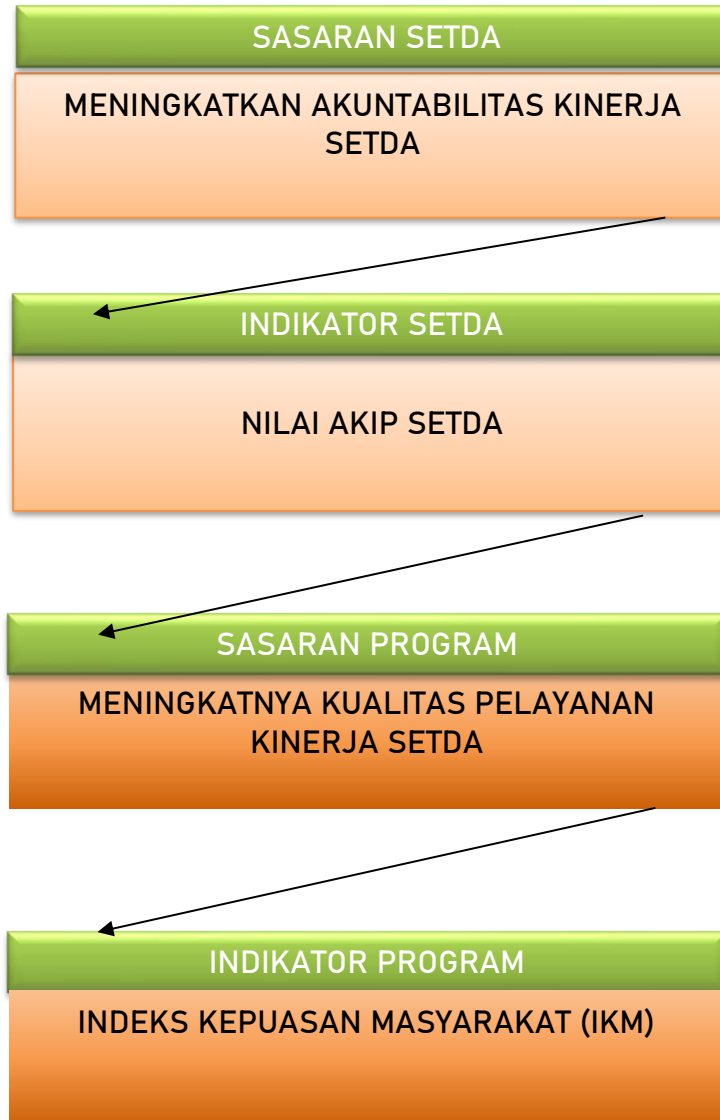 SASARAN SETDA
MENINGKATKAN AKUNTABILITAS KINERJA
SETDA
INDIKATOR SETDA
NILAI AKIP SETDA
SASARAN PROGRAM
MENINGKATNYA KUALITAS PELAYANAN
KINERJA SETDA
INDIKATOR PROGRAM
INDEKS KEPUASAN MASYARAKAT (IKM)